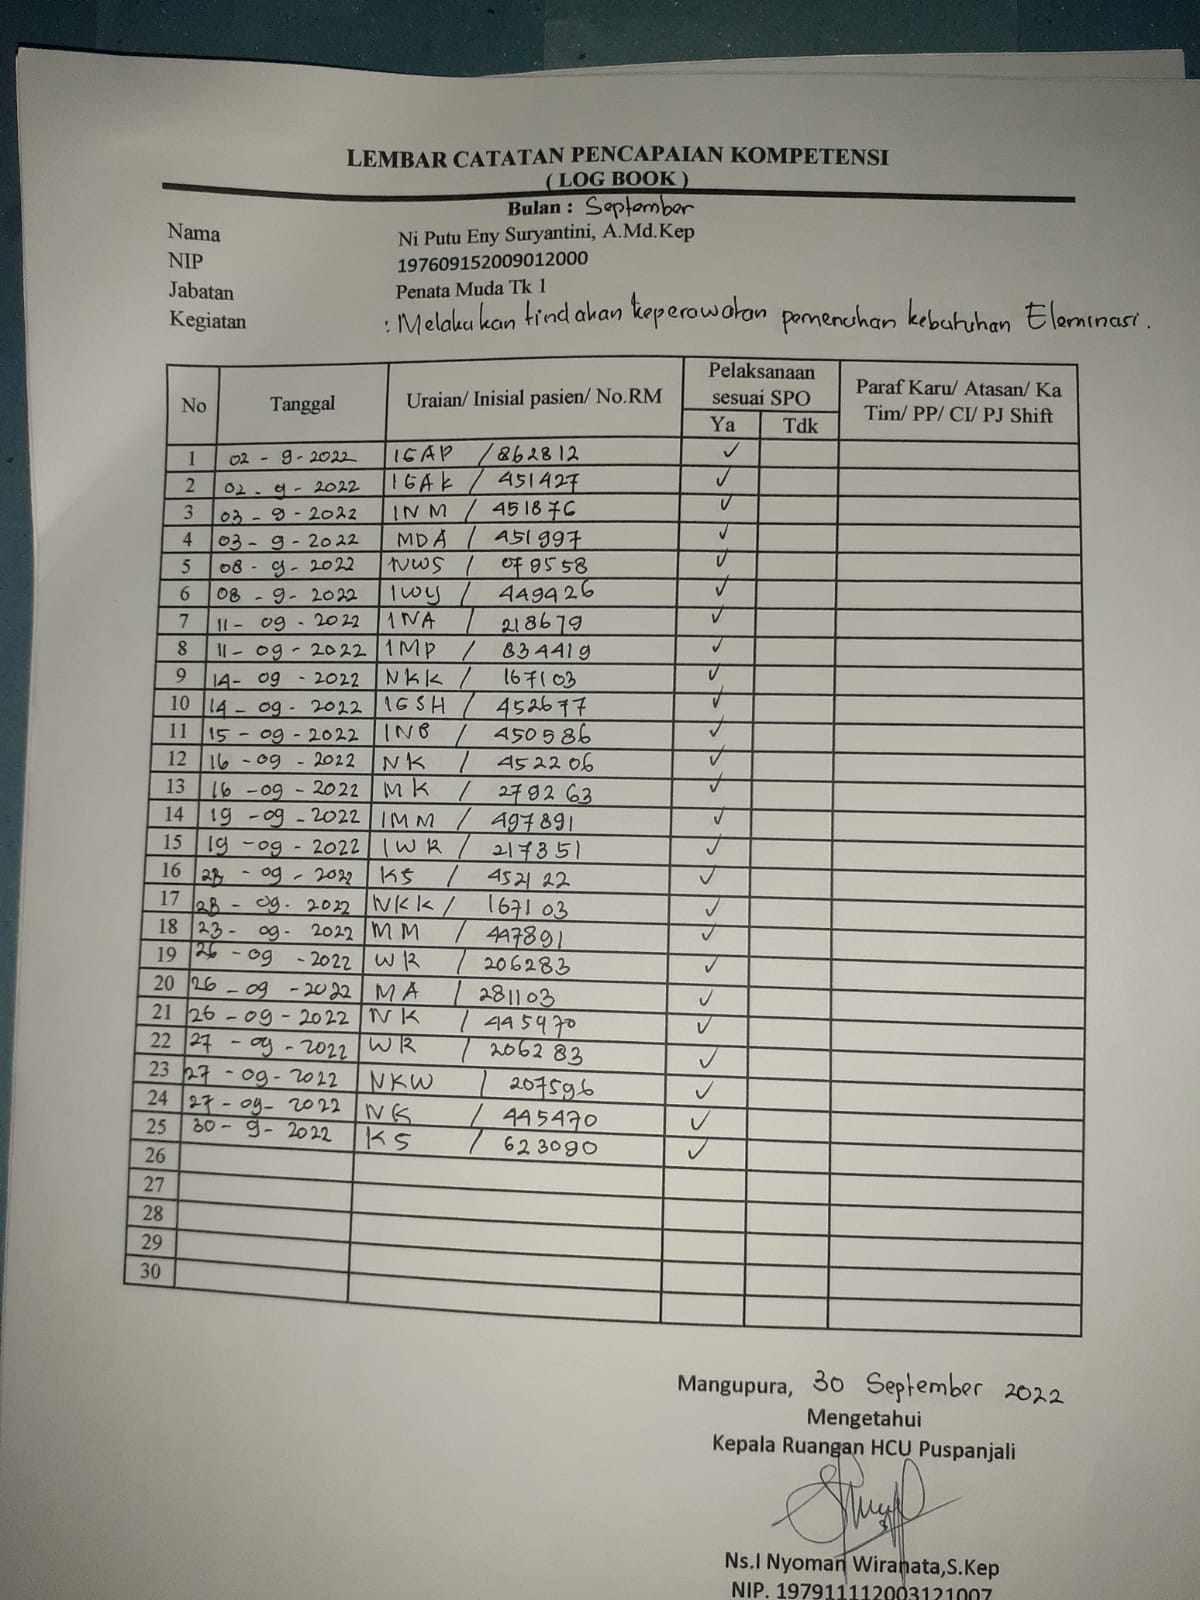 LEMBAR CATATAN PENCAPAIAN KOMPETENSI
( LOG BOOK )
Bulan : September
Nama Ni Putu Eny Suryantini, A.Md.Kep
NIP 197609152009012000
Jabatan Penata Muda Tk 1
Kegiatan : Melakukan tindakan keperawatan pemenuhan kebutuhan Eleminasi.
No Tanggal Uraian/ Inisial pasien/ No.RM Pelaksanaan sesuai SPO Paraf Karu/ Atasan/ Ka Tim/ PP/ CI/ PJ Shift
Ya Tdk
1 02 - 9 - 2022 IGAP / 862812 ✓
2 02 - 9 - 2022 IGAK / 451427 ✓
3 03 - 9 - 2022 INM / 451876 ✓
4 03 - 9 - 2022 MDA / 451997 ✓
5 08 - 9 - 2022 NWS / 079558 ✓
6 08 - 9 - 2022 IWY / 449426 ✓
7 11 - 09 - 2022 INA / 218679 ✓
8 11 - 09 - 2022 IMP / 834419 ✓
9 14 - 09 - 2022 NKK / 167103 ✓
10 14 - 09 - 2022 IGSH / 452677 ✓
11 15 - 09 - 2022 INB / 450586 ✓
12 16 - 09 - 2022 NK / 452206 ✓
13 16 - 09 - 2022 MK / 279263 ✓
14 19 - 09 - 2022 IMM / 497891 ✓
15 19 - 09 - 2022 IWR / 217351 ✓
16 - 09 - 2022 KS / 452122 ✓
17 - 09 - 2022 NKK / 167103 ✓
18 23 - 09 - 2022 MM / 447891 ✓
19 26 - 09 - 2022 WR / 206283 ✓
20 26 - 09 - 2022 MA / 281103 ✓
21 26 - 09 - 2022 NK / 445470 ✓
22 27 - 09 - 2022 WR / 206283 ✓
23 27 - 09 - 2022 NKW / 207596 ✓
24 27 - 09 - 2022 NK / 445470 ✓
25 30 - 9 - 2022 KS / 623090 ✓
26
27
28
29
30
Mangupura, 30 September 2022
Mengetahui
Kepala Ruangan HCU Puspanjali
Ns.I Nyoman Wiranata,S.Kep
NIP. 197911112003121007